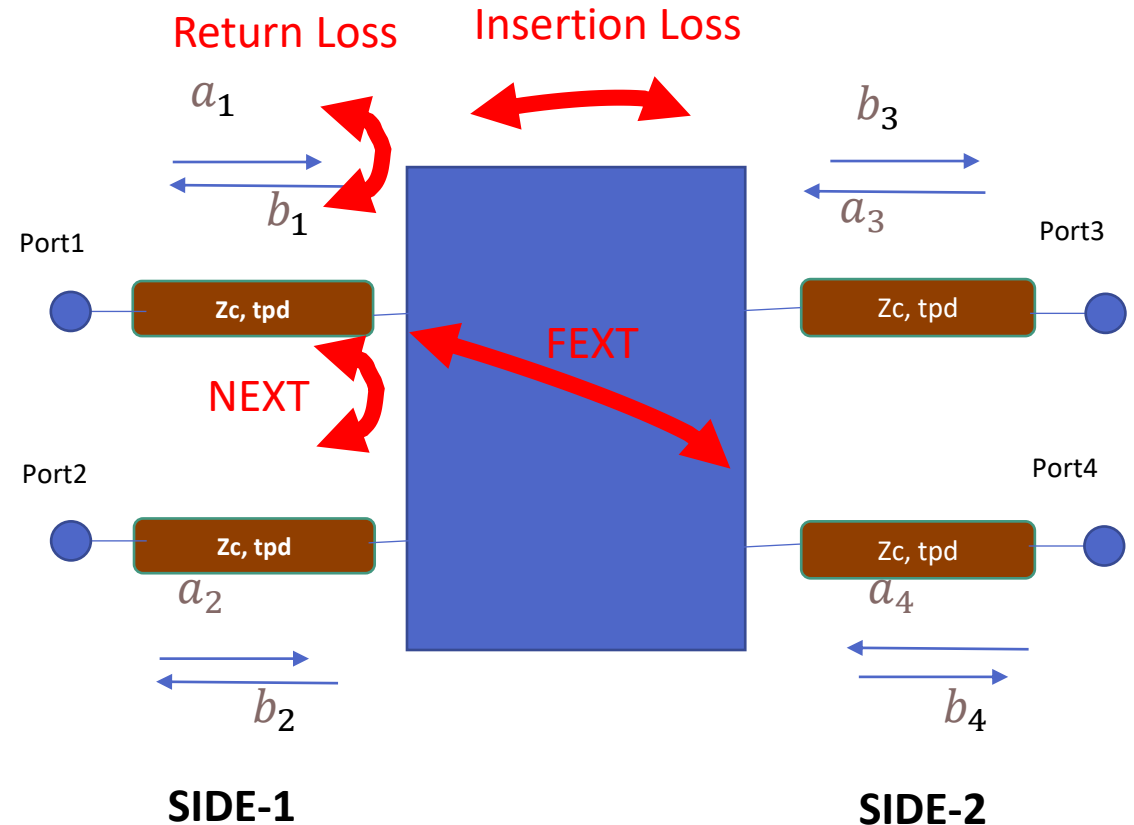 Return Loss
Insertion Loss
a₁
b₃
b₁
a₃
Port1
Port3
Zc, tpd
Zc, tpd
FEXT
NEXT
Port2
Port4
Zc, tpd
Zc, tpd
a₂
a₄
b₂
b₄
SIDE-1
SIDE-2